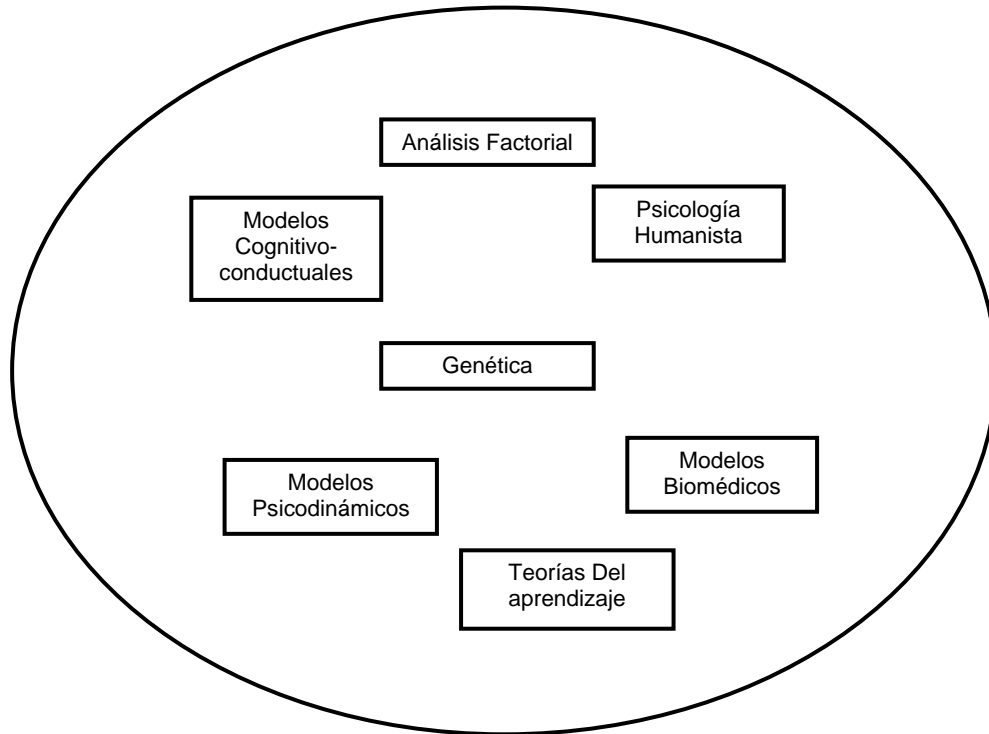 Análisis Factorial
Modelos
Cognitivo-
conductuales
Psicología
Humanista
Genética
Modelos
Psicodinámicos
Modelos
Biomédicos
Teorías Del
aprendizaje